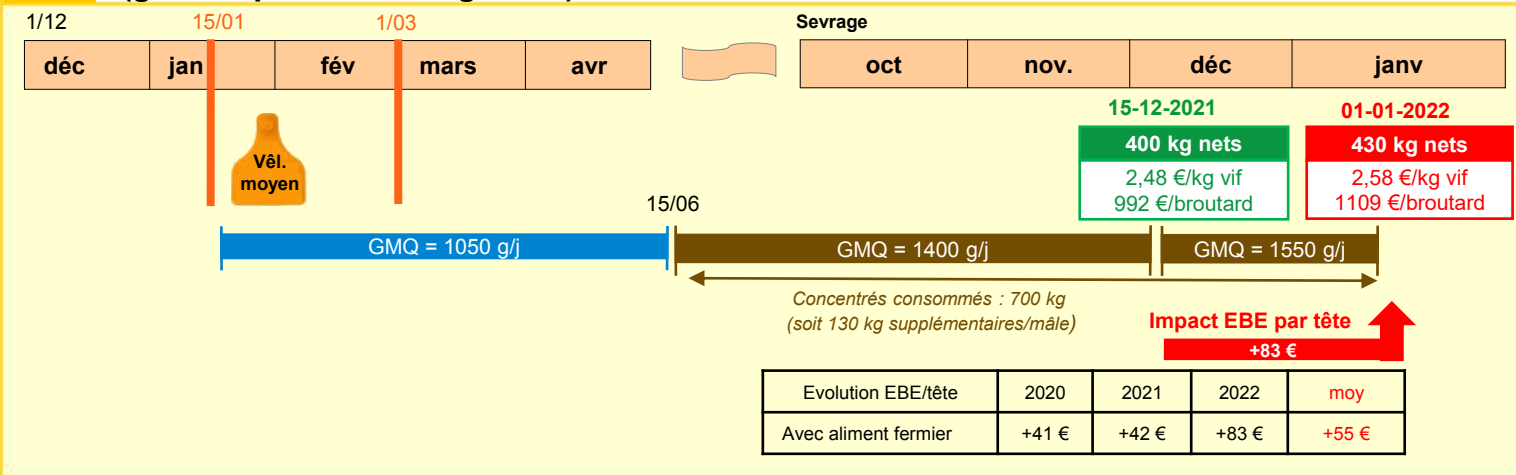 1/12 15/01 1/03 Sevrage
déc jan fév mars avr oct nov. déc janv
15-12-2021 01-01-2022
400 kg nets 430 kg nets
2,48 €/kg vif 2,58 €/kg vif
992 €/broutard 1109 €/broutard
Vêl.
moyen
15/06
GMQ = 1050 g/j GMQ = 1400 g/j GMQ = 1550 g/j
Concentrés consommés : 700 kg
(soit 130 kg supplémentaires/mâle)
Impact EBE par tête
+83 €
Evolution EBE/tête 2020 2021 2022 moy
Avec aliment fermier +41 € +42 € +83 € +55 €